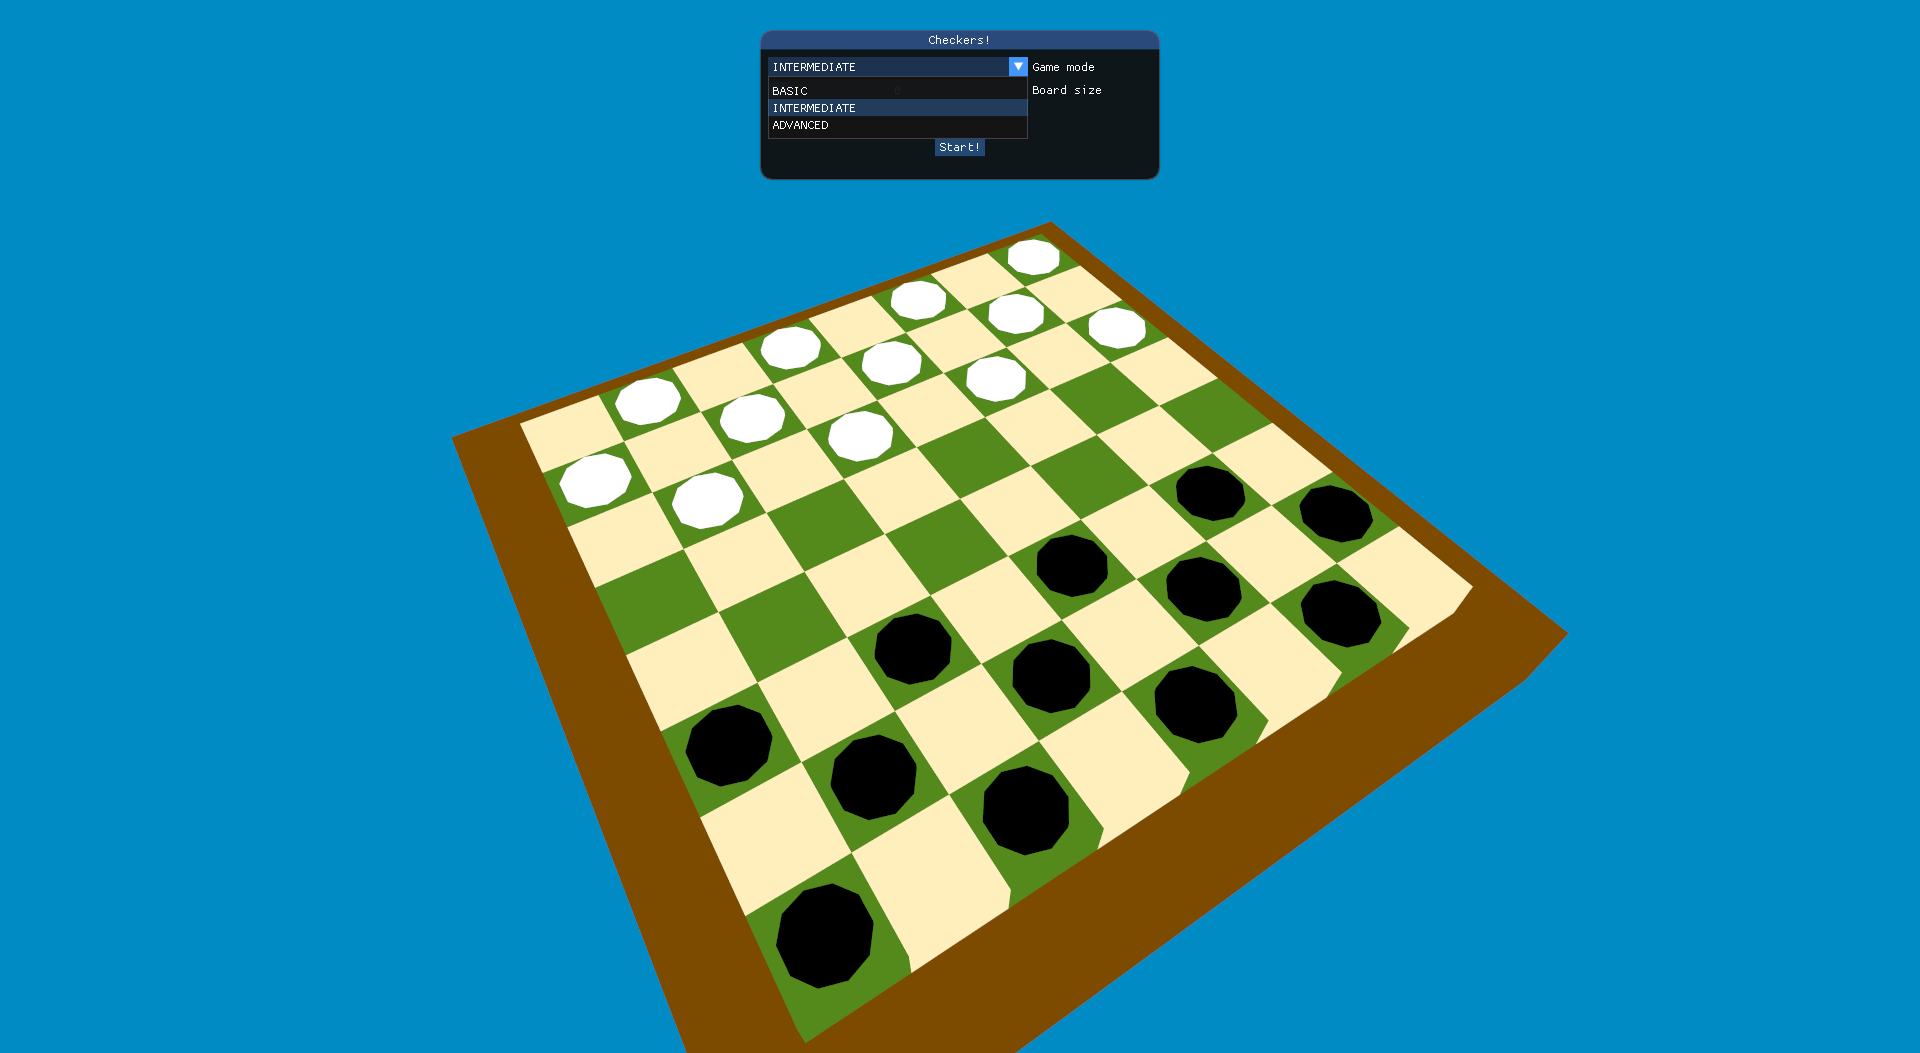 Checkers!
INTERMEDIATE Game mode
BASIC Board size
INTERMEDIATE
ADVANCED
Start!